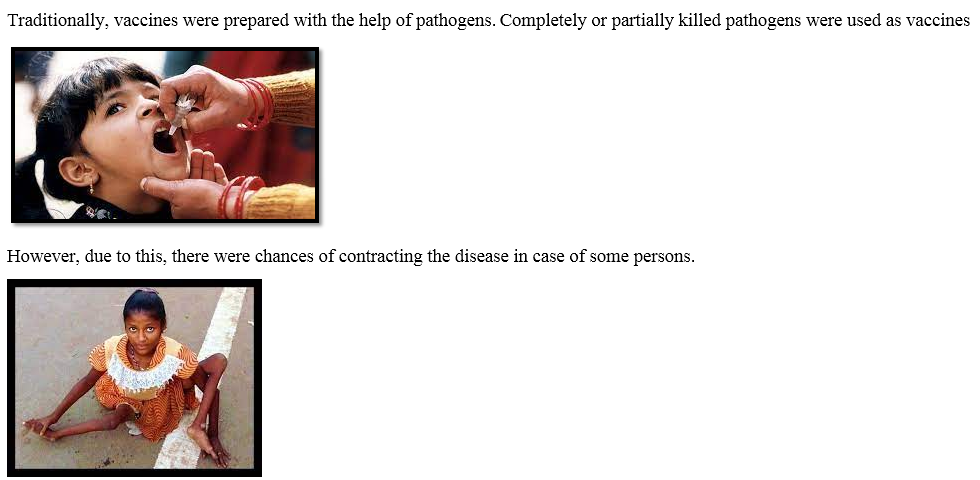 Traditionally, vaccines were prepared with the help of pathogens. Completely or partially killed pathogens were used as vaccines
However, due to this, there were chances of contracting the disease in case of some persons.